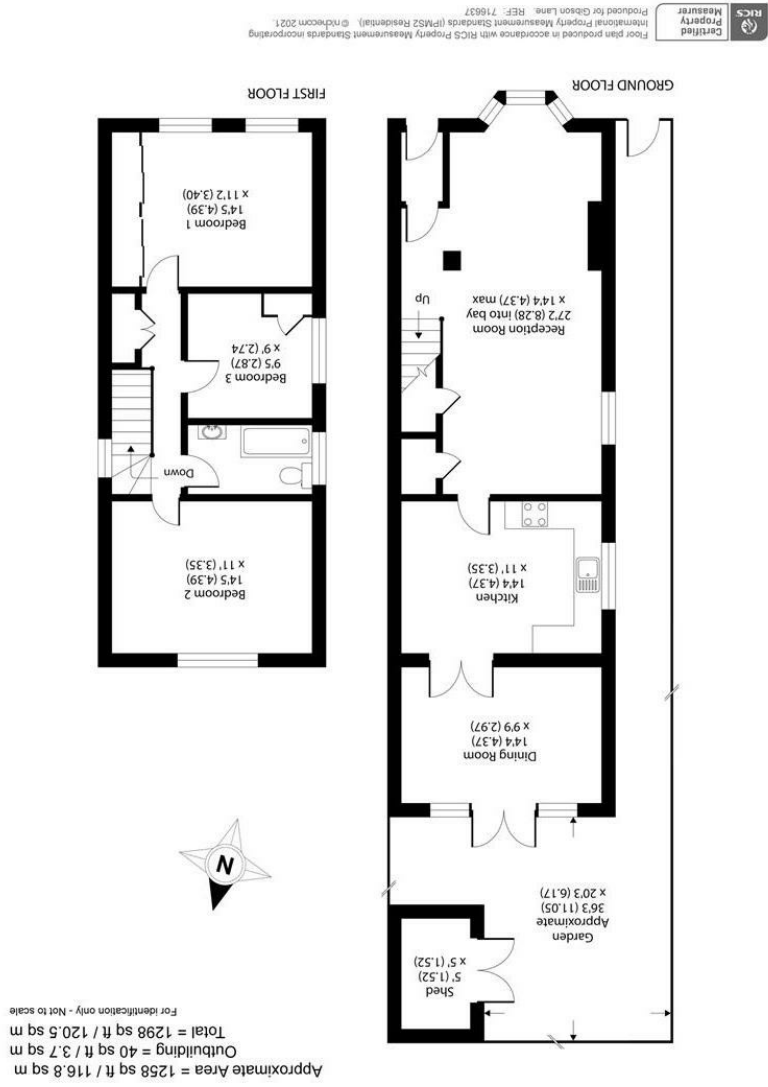 Approximate Area = 1258 sq ft / 116.8 sq m
Outbuilding = 40 sq ft / 3.7 sq m
Total = 1298 sq ft / 120.5 sq m
For identification only - Not to scale
Shed
5' (1.52)
x 5' (1.52)
Garden
Approximate
36'3 (11.05)
x 20'3 (6.17)
N
Dining Room
14'4 (4.37)
x 9'9 (2.97)
Kitchen
14'4 (4.37)
x 11' (3.35)
Bedroom 2
14'5 (4.39)
x 11' (3.35)
Down
Up
Reception Room
27'2 (8.28) into bay
x 14'4 (4.37) max
Bedroom 3
9'5 (2.87)
x 9' (2.74)
Bedroom 1
14'5 (4.39)
x 11'2 (3.40)
GROUND FLOOR
FIRST FLOOR
RICS
Certified
Property
Measurer
Floor plan produced in accordance with RICS Property Measurement Standards incorporating
International Property Measurement Standards (IPMS2 Residential). © nichecom 2021.
Produced for Gibson Lane. REF: 716637